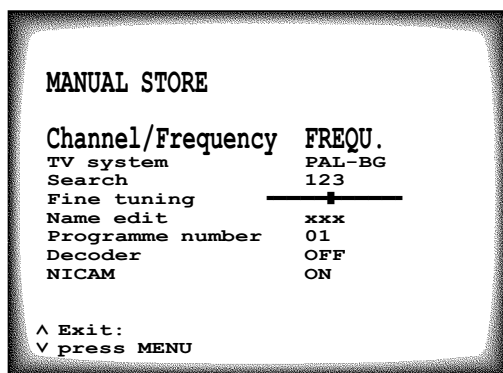 MANUAL STORE
Channel/Frequency FREQU.
TV system PAL-BG
Search 123
Fine tuning
Name edit xxx
Programme number 01
Decoder OFF
NICAM ON
∧ Exit:
∨ press MENU